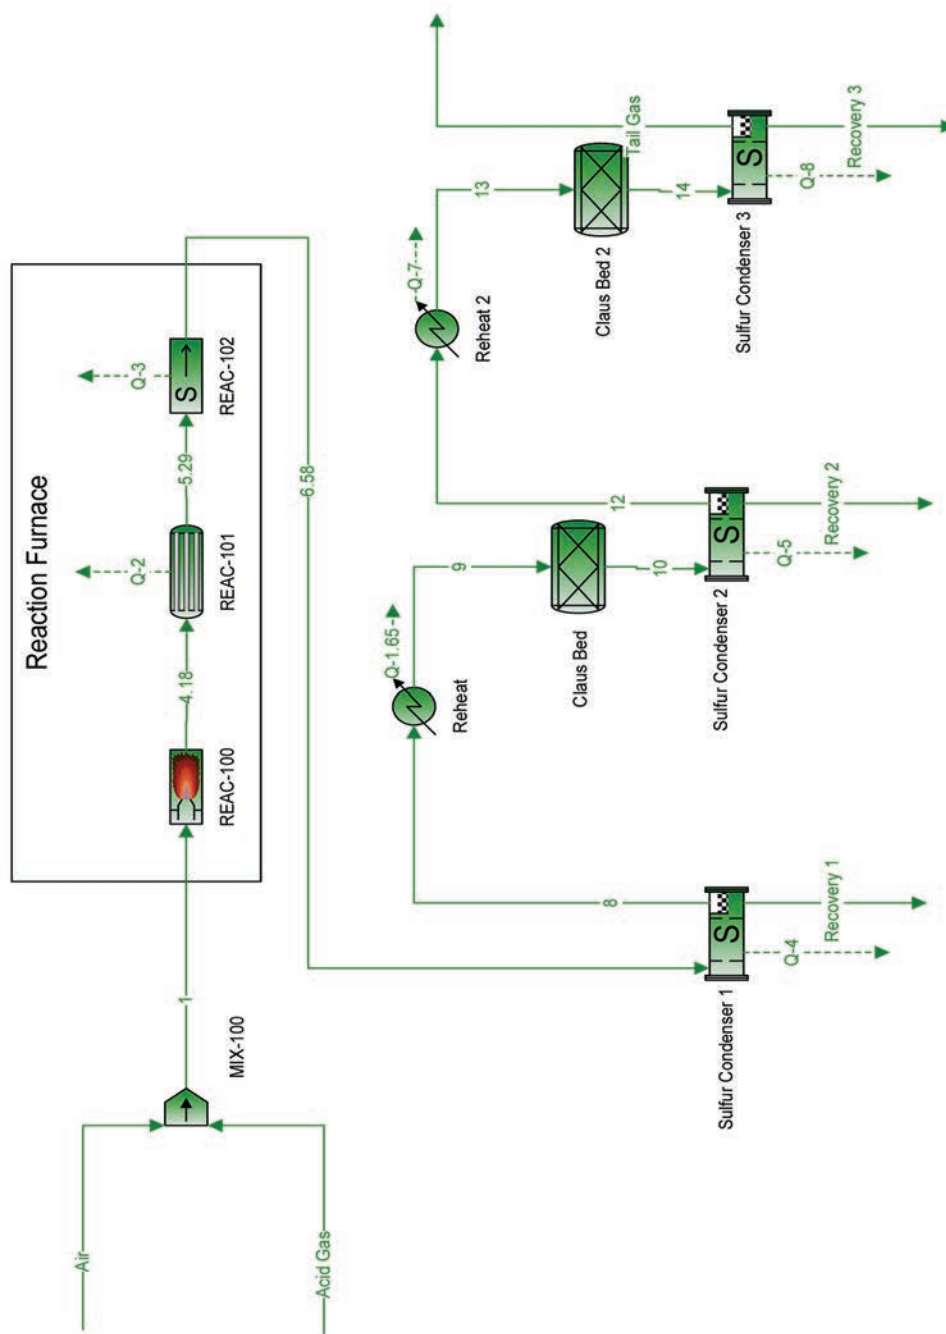 Air
Acid Gas
MIX-100
1
Reaction Furnace
REAC-100
4.18
Q-2
REAC-101
5.29
Q-3
REAC-102
6.58
Sulfur Condenser 1
S
Q-4
Recovery 1
8
Reheat
Q-1.65
9
Claus Bed
10
Sulfur Condenser 2
S
Q-5
Recovery 2
12
Reheat 2
Q-7
13
Claus Bed 2
14
Sulfur Condenser 3
S
Q-8
Recovery 3
Tail Gas
S